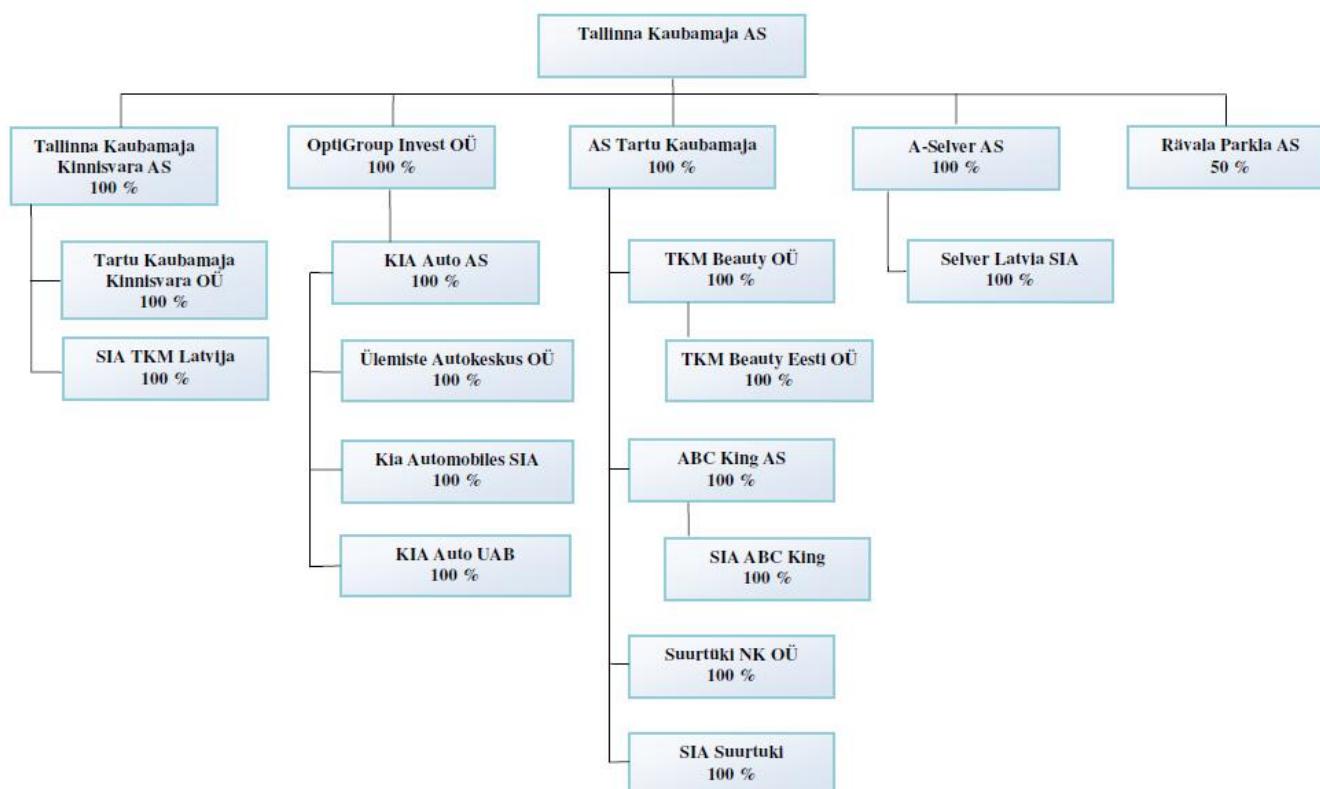 Tallinna Kaubamaja AS
Tallinna Kaubamaja
Kinnisvara AS
100 %
OptiGroup Invest OÜ
100 %
AS Tartu Kaubamaja
100 %
A-Selver AS
100 %
Rävala Parkla AS
50 %
Tartu Kaubamaja
Kinnisvara OÜ
100 %
SIA TKM Latvija
100 %
KIA Auto AS
100 %
Ülemiste Autokeskus OÜ
100 %
Kia Automobiles SIA
100 %
KIA Auto UAB
100 %
TKM Beauty OÜ
100 %
TKM Beauty Eesti OÜ
100 %
ABC King AS
100 %
SIA ABC King
100 %
Suurtüki NK OÜ
100 %
SIA Suurtuki
100 %
Selver Latvia SIA
100 %